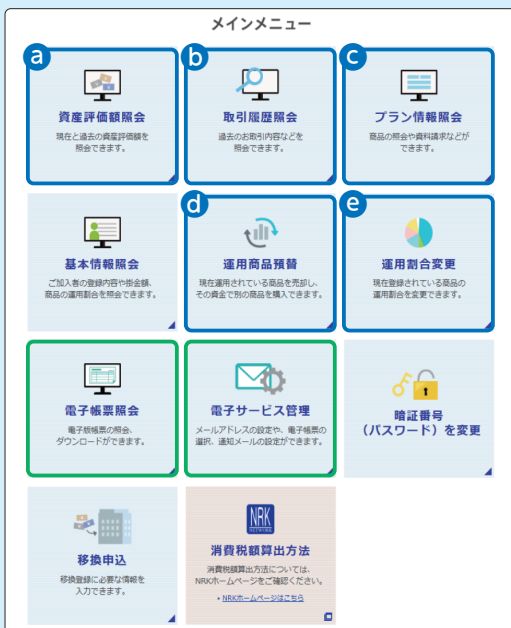 メインメニュー
a
資産評価額照会
現在と過去の資産評価額を
照会できます。
b
取引履歴照会
過去のお取引内容などを
照会できます。
c
プラン情報照会
商品の照会や資料請求などが
できます。
基本情報照会
ご加入者の登録内容や掛金額、
商品の運用割合を照会できます。
d
運用商品預替
現在運用されている商品を売却し、
その資金で別の商品を購入できます。
e
運用割合変更
現在登録されている商品の
運用割合を変更できます。
電子帳票照会
電子版帳票の照会、
ダウンロードができます。
電子サービス管理
メールアドレスの設定や、電子帳票の
選択、通知メールの設定ができます。
暗証番号
（パスワード）を変更
移換申込
移換登録に必要な情報を
入力できます。
NRK
消費税額算出方法
消費税額算出方法については、
NRKホームページをご確認ください。
・NRKホームページはこちら